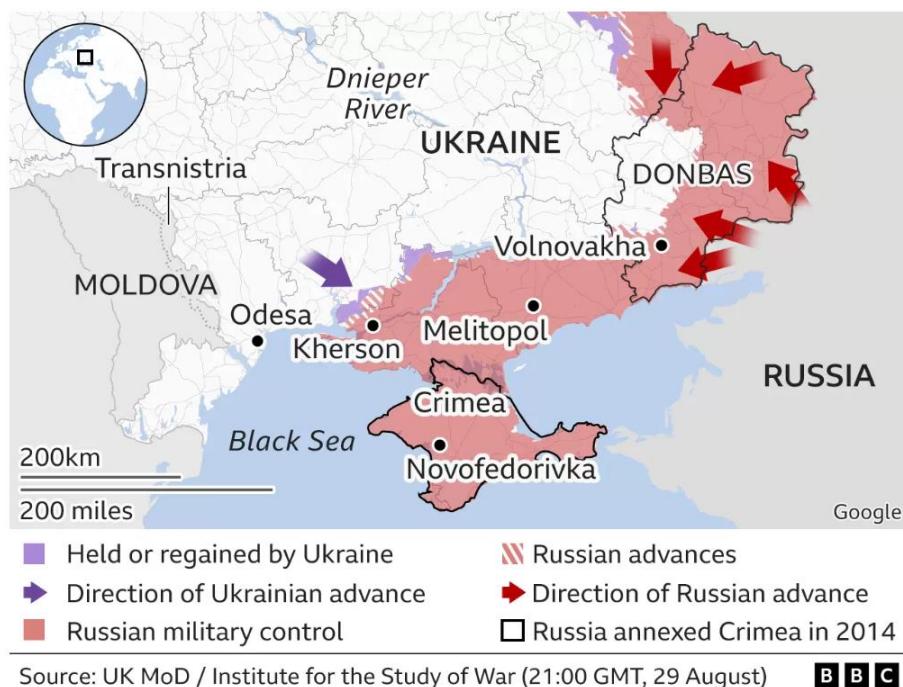 Dnieper
River
UKRAINE
Transnistria
DONBAS
Volnovakha
MOLDOVA
Odesa
Kherson
Melitopol
RUSSIA
Crimea
Black Sea
Novofedorivka
200km
200 miles
Google
Held or regained by Ukraine
Russian advances
Direction of Ukrainian advance
Direction of Russian advance
Russian military control
Russia annexed Crimea in 2014
Source: UK MoD / Institute for the Study of War (21:00 GMT, 29 August)
BBC